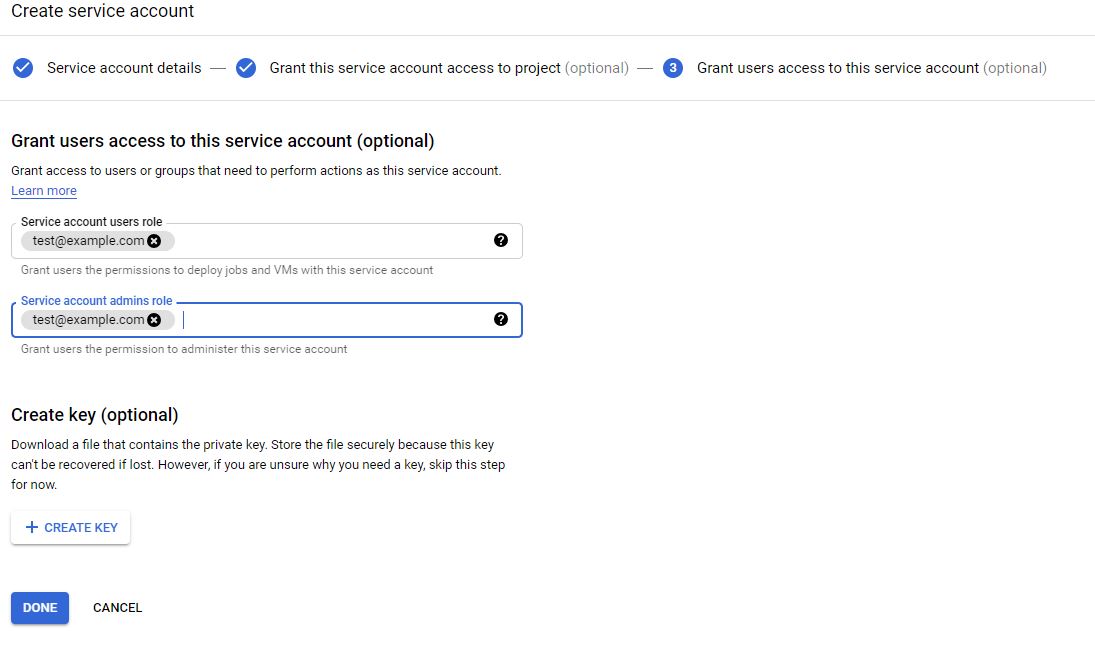 Create service account
Service account details — Grant this service account access to project (optional) — 3 Grant users access to this service account (optional)
Grant users access to this service account (optional)
Grant access to users or groups that need to perform actions as this service account.
Learn more
Service account users role
test@example.com
Grant users the permissions to deploy jobs and VMs with this service account
Service account admins role
test@example.com
Grant users the permission to administer this service account
Create key (optional)
Download a file that contains the private key. Store the file securely because this key
can't be recovered if lost. However, if you are unsure why you need a key, skip this step
for now.
+ CREATE KEY
DONE CANCEL